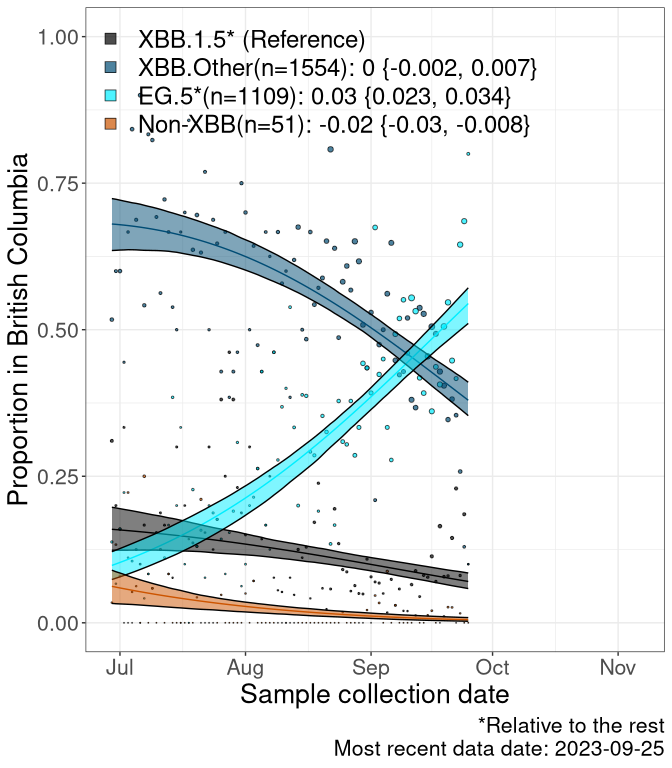 1.00
0.75
0.50
0.25
0.00
Proportion in British Columbia
XBB.1.5* (Reference)
XBB.Other(n=1554): 0 {-0.002, 0.007}
EG.5*(n=1109): 0.03 {0.023, 0.034}
Non-XBB(n=51): -0.02 {-0.03, -0.008}
Jul Aug Sep Oct Nov
Sample collection date
*Relative to the rest
Most recent data date: 2023-09-25